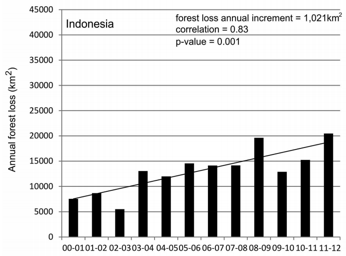 Indonesia
forest loss annual increment = 1,021km²
correlation = 0.83
p-value = 0.001
Annual forest loss (km²)
45000
40000
35000
30000
25000
20000
15000
10000
5000
0
00-01 01-02 02-03 03-04 04-05 05-06 06-07 07-08 08-09 09-10 10-11 11-12